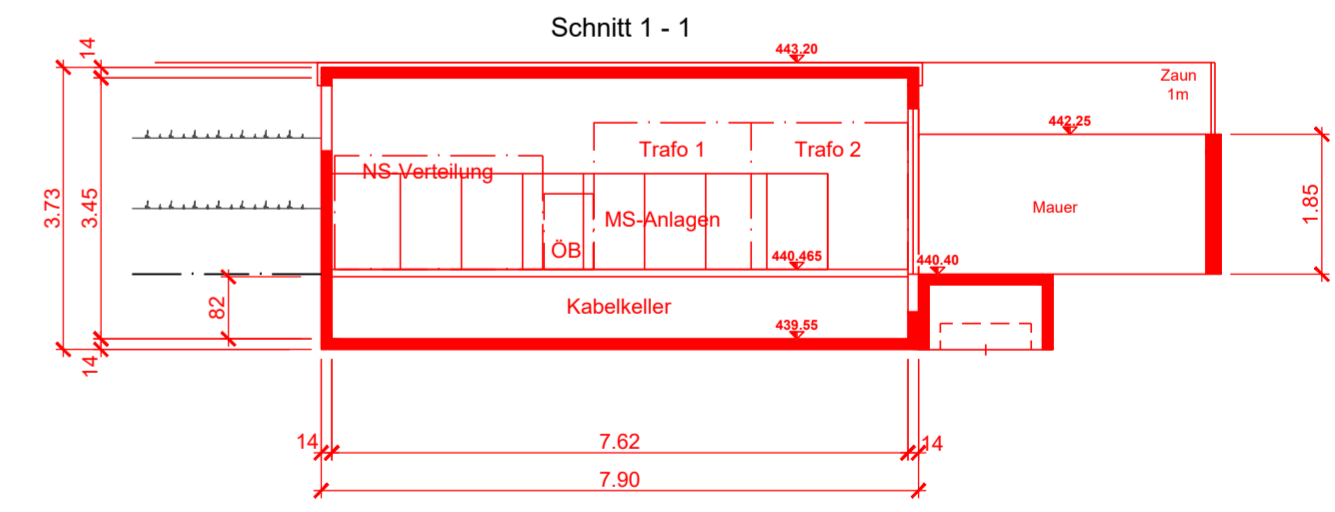 Schnitt 1 - 1
14
443.20
Zaun
1m
442.25
Trafo 1
Trafo 2
NS-Verteilung
3.73
3.45
1.85
Mauer
MS-Anlagen
ÖB
440.465
440.40
82
Kabelkeller
439.55
14
14
7.62
14
7.90